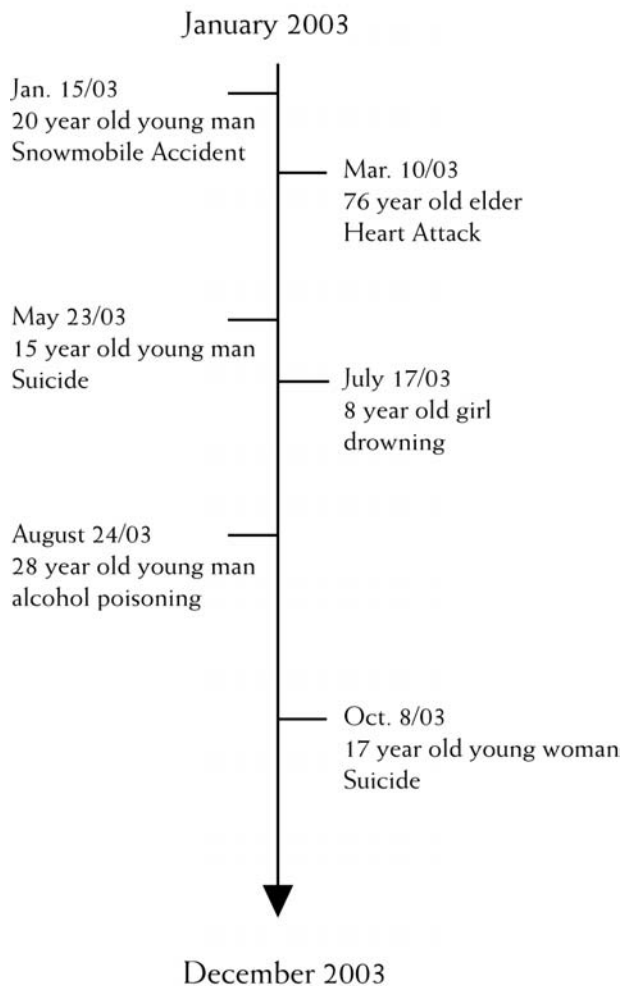 January 2003
Jan. 15/03
20 year old young man
Snowmobile Accident
Mar. 10/03
76 year old elder
Heart Attack
May 23/03
15 year old young man
Suicide
July 17/03
8 year old girl
drowning
August 24/03
28 year old young man
alcohol poisoning
Oct. 8/03
17 year old young woman
Suicide
December 2003